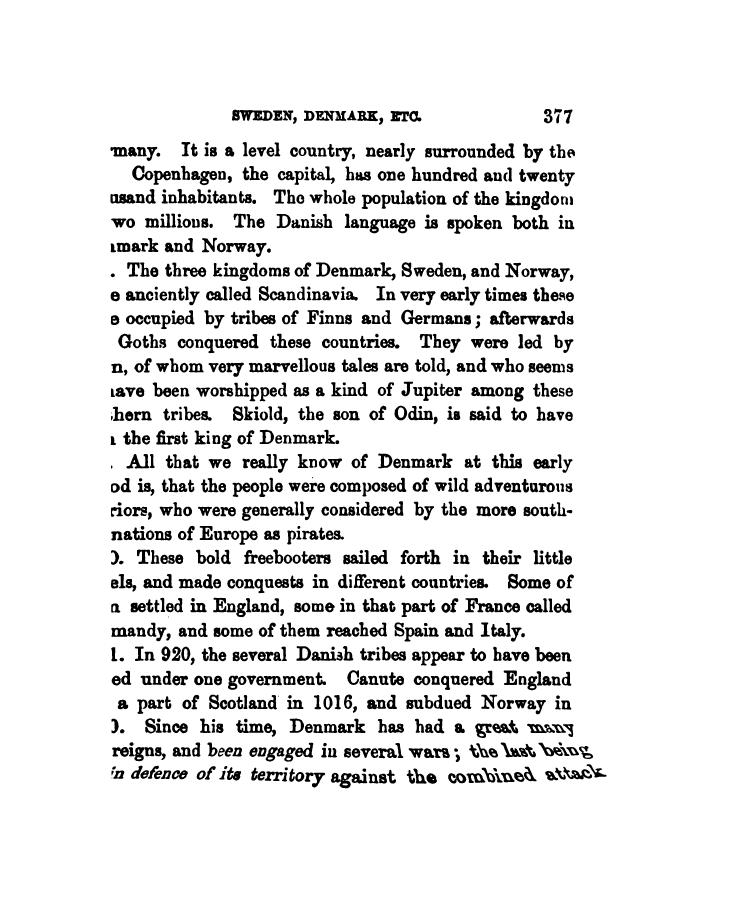 SWEDEN, DENMARK, ETC. 377
many. It is a level country, nearly surrounded by the
Copenhagen, the capital, has one hundred and twenty
usand inhabitants. The whole population of the kingdom
wo millions. The Danish language is spoken both in
mark and Norway.
. The three kingdoms of Denmark, Sweden, and Norway,
e anciently called Scandinavia. In very early times these
e occupied by tribes of Finns and Germans; afterwards
Goths conquered these countries. They were led by
n, of whom very marvellous tales are told, and who seems
ave been worshipped as a kind of Jupiter among these
hern tribes. Skiold, the son of Odin, is said to have
the first king of Denmark.
. All that we really know of Denmark at this early
od is, that the people were composed of wild adventurous
riors, who were generally considered by the more south-
nations of Europe as pirates.
0. These bold freebooters sailed forth in their little
els, and made conquests in different countries. Some of
n settled in England, some in that part of France called
mandy, and some of them reached Spain and Italy.
1. In 920, the several Danish tribes appear to have been
ed under one government. Canute conquered England
a part of Scotland in 1016, and subdued Norway in
0. Since his time, Denmark has had a great many
reigns, and been engaged in several wars; the last being
in defence of its territory against the combined attack